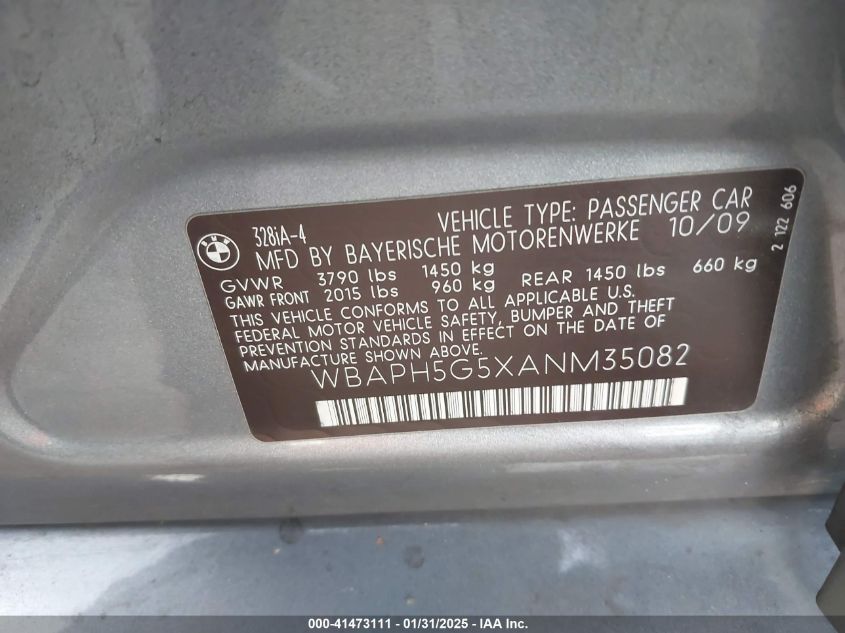 328iA-4 VEHICLE TYPE: PASSENGER CAR
MFD BY BAYERISCHE MOTORENWERKE 10/09
GVWR 3790 lbs 1450 kg
GAWR FRONT 2015 lbs 960 kg REAR 1450 lbs 660 kg
THIS VEHICLE CONFORMS TO ALL APPLICABLE U.S.
FEDERAL MOTOR VEHICLE SAFETY, BUMPER AND THEFT
PREVENTION STANDARDS IN EFFECT ON THE DATE OF
MANUFACTURE SHOWN ABOVE.
WBAPH5G5XANM35082
2 122 606
BMW
000-41473111 - 01/31/2025 - IAA Inc.